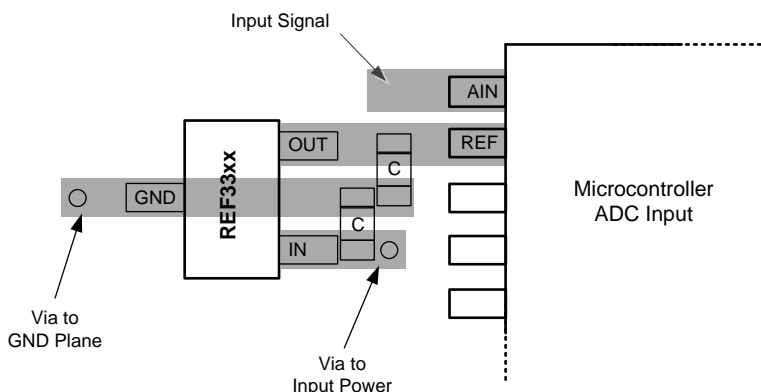 Input Signal
AIN
OUT
REF
C
Microcontroller
ADC Input
GND
REF33xx
C
IN
Via to
GND Plane
Via to
Input Power